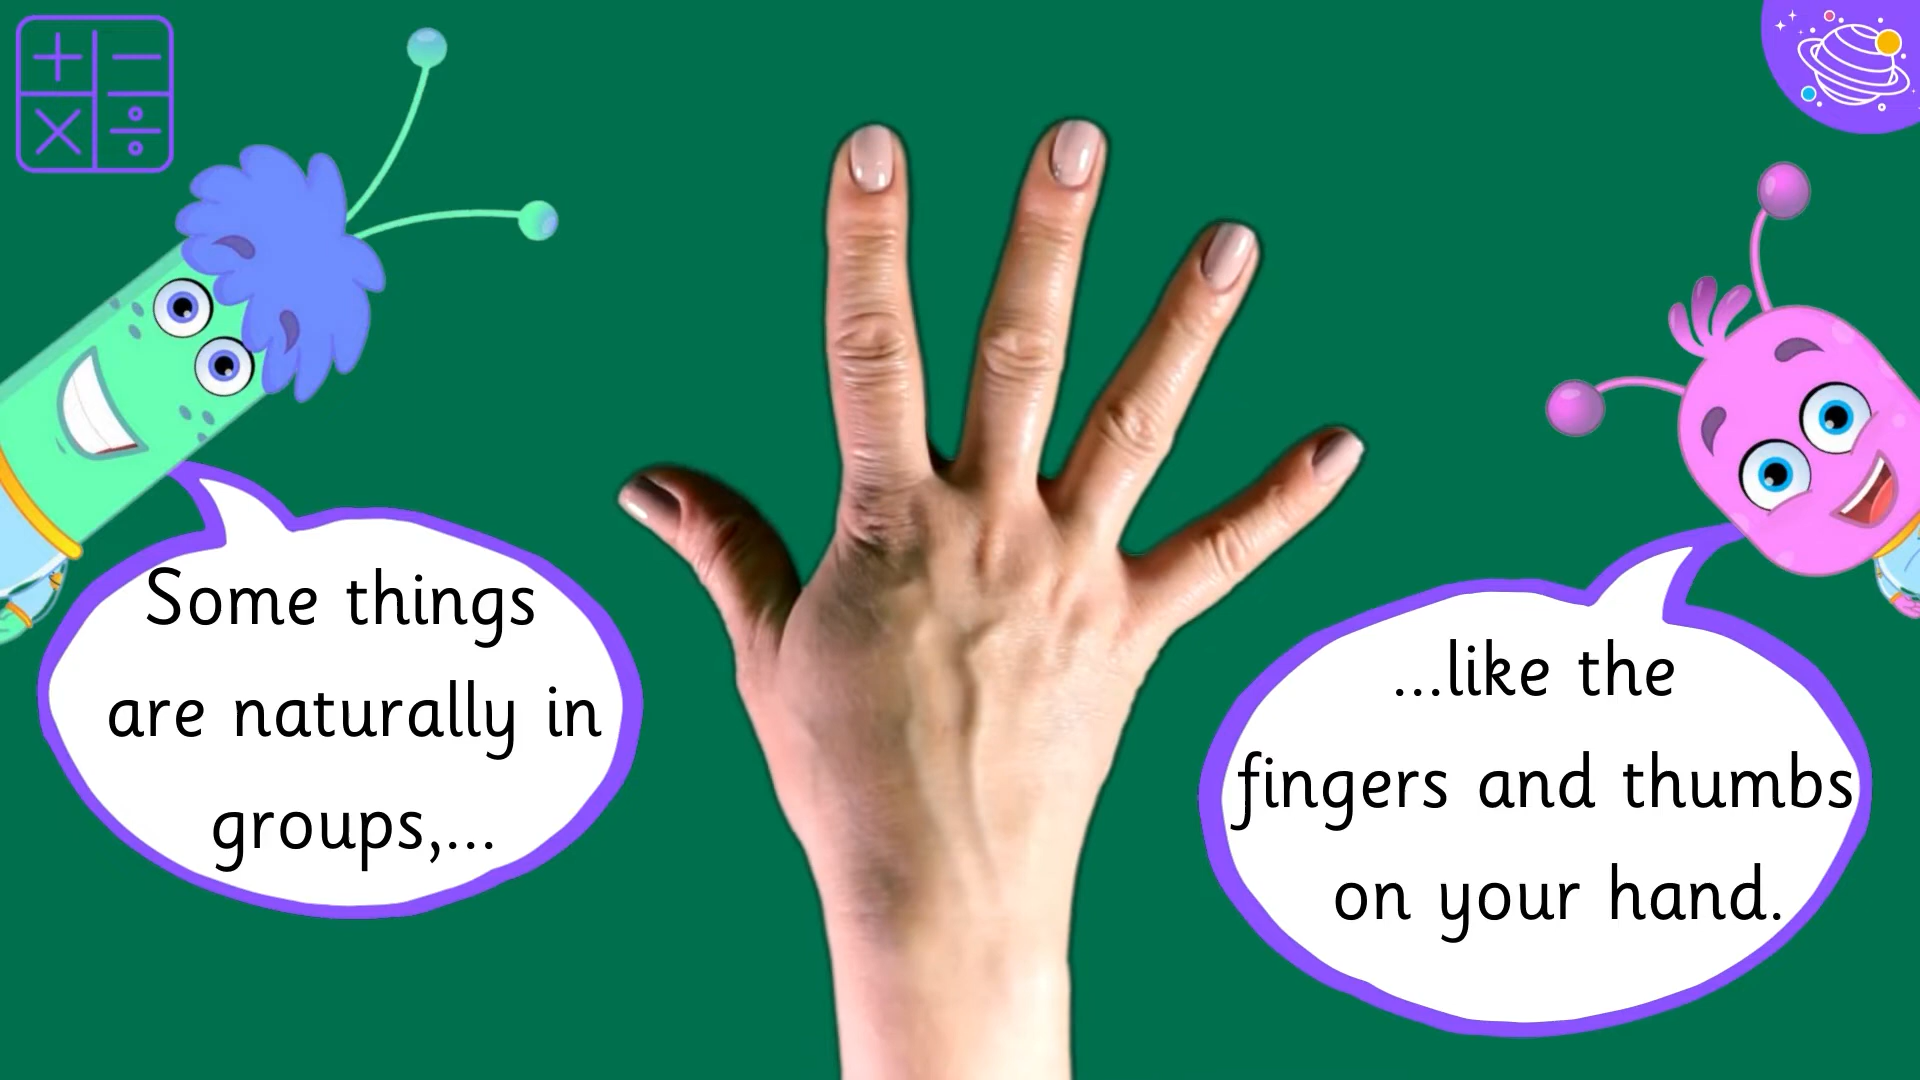 Some things
are naturally in
groups,...
...like the
fingers and thumbs
on your hand.